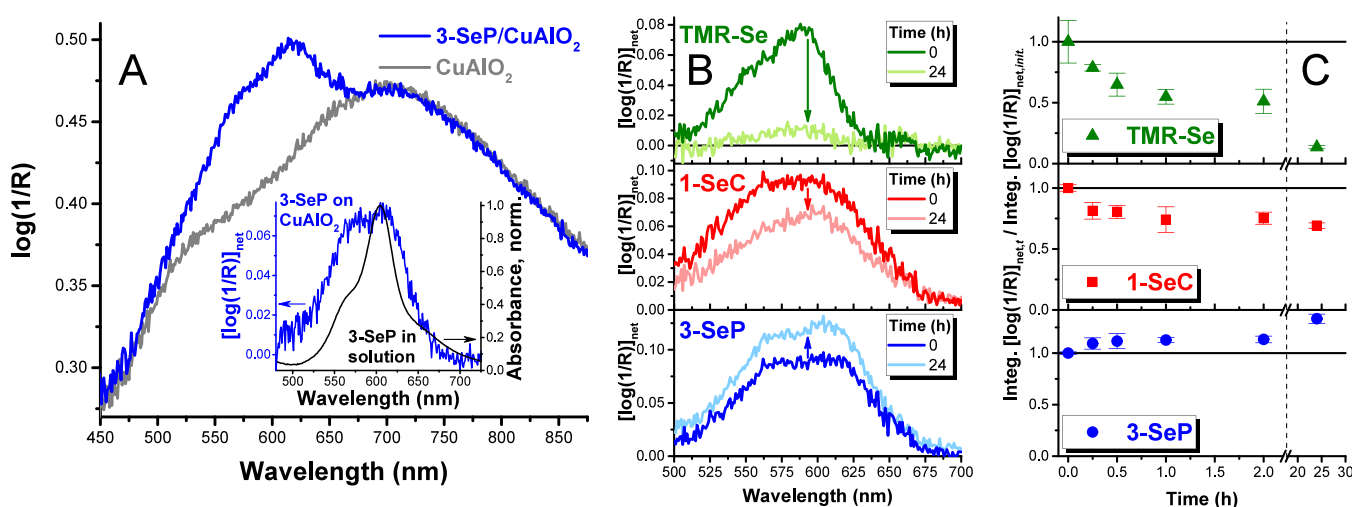 A
3-SeP/CuAlO2
CuAlO2
log(1/R)
0.50
0.45
0.40
0.35
0.30
450 500 550 600 650 700 750 800 850
Wavelength (nm)
3-SeP on
CuAlO2
3-SeP in
solution
[log(1/R)]net
0.06
0.04
0.02
0.00
Absorbance, norm.
1.0
0.8
0.6
0.4
0.2
0.0
500 550 600 650 700
Wavelength (nm)
B
TMR-Se
Time (h)
0
24
[log(1/R)]net
0.08
0.06
0.04
0.02
0.00
1-SeC
Time (h)
0
24
[log(1/R)]net
0.10
0.05
0.00
3-SeP
Time (h)
0
24
[log(1/R)]net
0.10
0.05
0.00
500 525 550 575 600 625 650 675 700
Wavelength (nm)
C
Integ. [log(1/R)]net,t / Integ. [log(1/R)]net,init.
1.0
0.5
0.0
TMR-Se
1.0
0.5
0.0
1-SeC
1.0
0.5
0.0
3-SeP
0.0 0.5 1.0 1.5 2.0 20 25 30
Time (h)